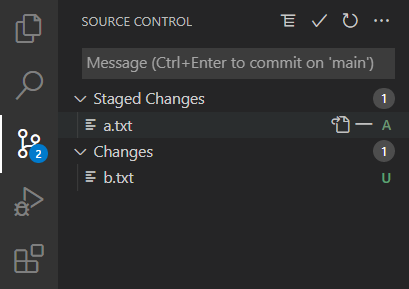 SOURCE CONTROL
Message (Ctrl+Enter to commit on 'main')
Staged Changes 1
a.txt A
Changes 1
2
b.txt U